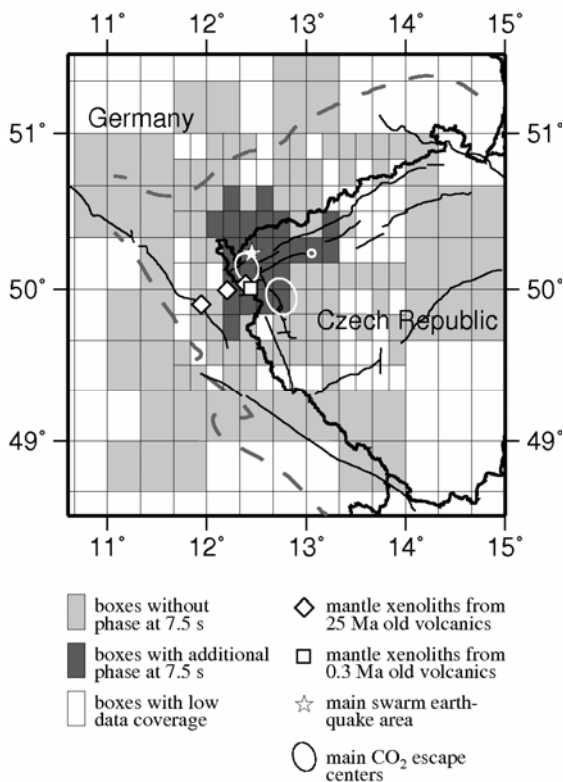 11° 12° 13° 14° 15°
Germany
51° 51°
50° 50°
Czech Republic
49° 49°
11° 12° 13° 14° 15°
boxes without
phase at 7.5 s
boxes with additional
phase at 7.5 s
boxes with low
data coverage
mantle xenoliths from
25 Ma old volcanics
mantle xenoliths from
0.3 Ma old volcanics
main swarm earth-
quake area
main CO₂ escape
centers